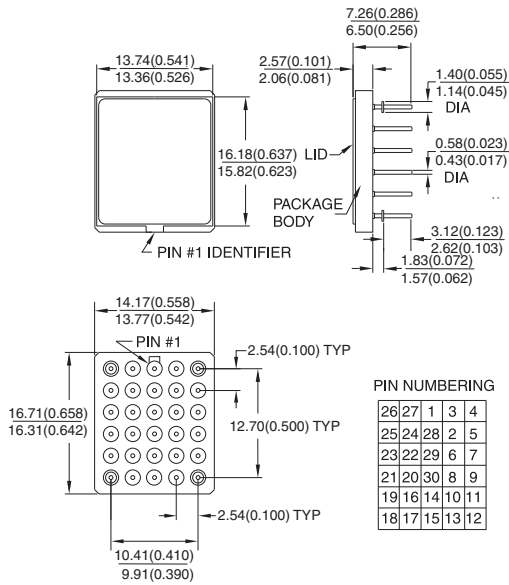 7.26(0.286)
6.50(0.256)
13.74(0.541)
13.36(0.526)
2.57(0.101)
2.06(0.081)
1.40(0.055)
1.14(0.045)
DIA
16.18(0.637)
15.82(0.623)
LID
0.58(0.023)
0.43(0.017)
DIA
PACKAGE
BODY
3.12(0.123)
2.62(0.103)
PIN #1 IDENTIFIER
1.83(0.072)
1.57(0.062)
14.17(0.558)
13.77(0.542)
PIN #1
2.54(0.100) TYP
16.71(0.658)
16.31(0.642)
12.70(0.500) TYP
2.54(0.100) TYP
10.41(0.410)
9.91(0.390)
PIN NUMBERING
26 27 1 3 4
25 24 28 2 5
23 22 29 6 7
21 20 30 8 9
19 16 14 10 11
18 17 15 13 12